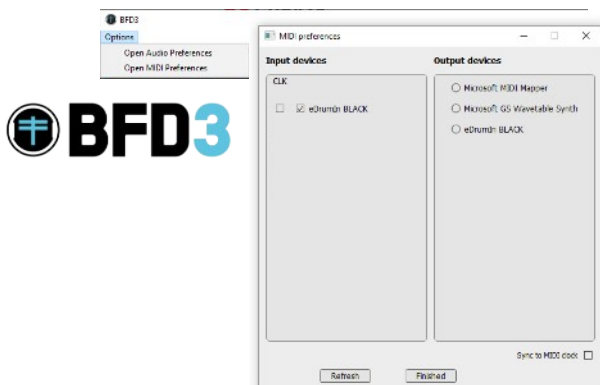 BFD3
Options
Open Audio Preferences
Open MIDI Preferences
BFD3
MIDI preferences
Input devices
CLK
eDrumIn BLACK
Output devices
Microsoft MIDI Mapper
Microsoft GS Wavetable Synth
eDrumIn BLACK
Sync to MIDI clock
Refresh
Finished